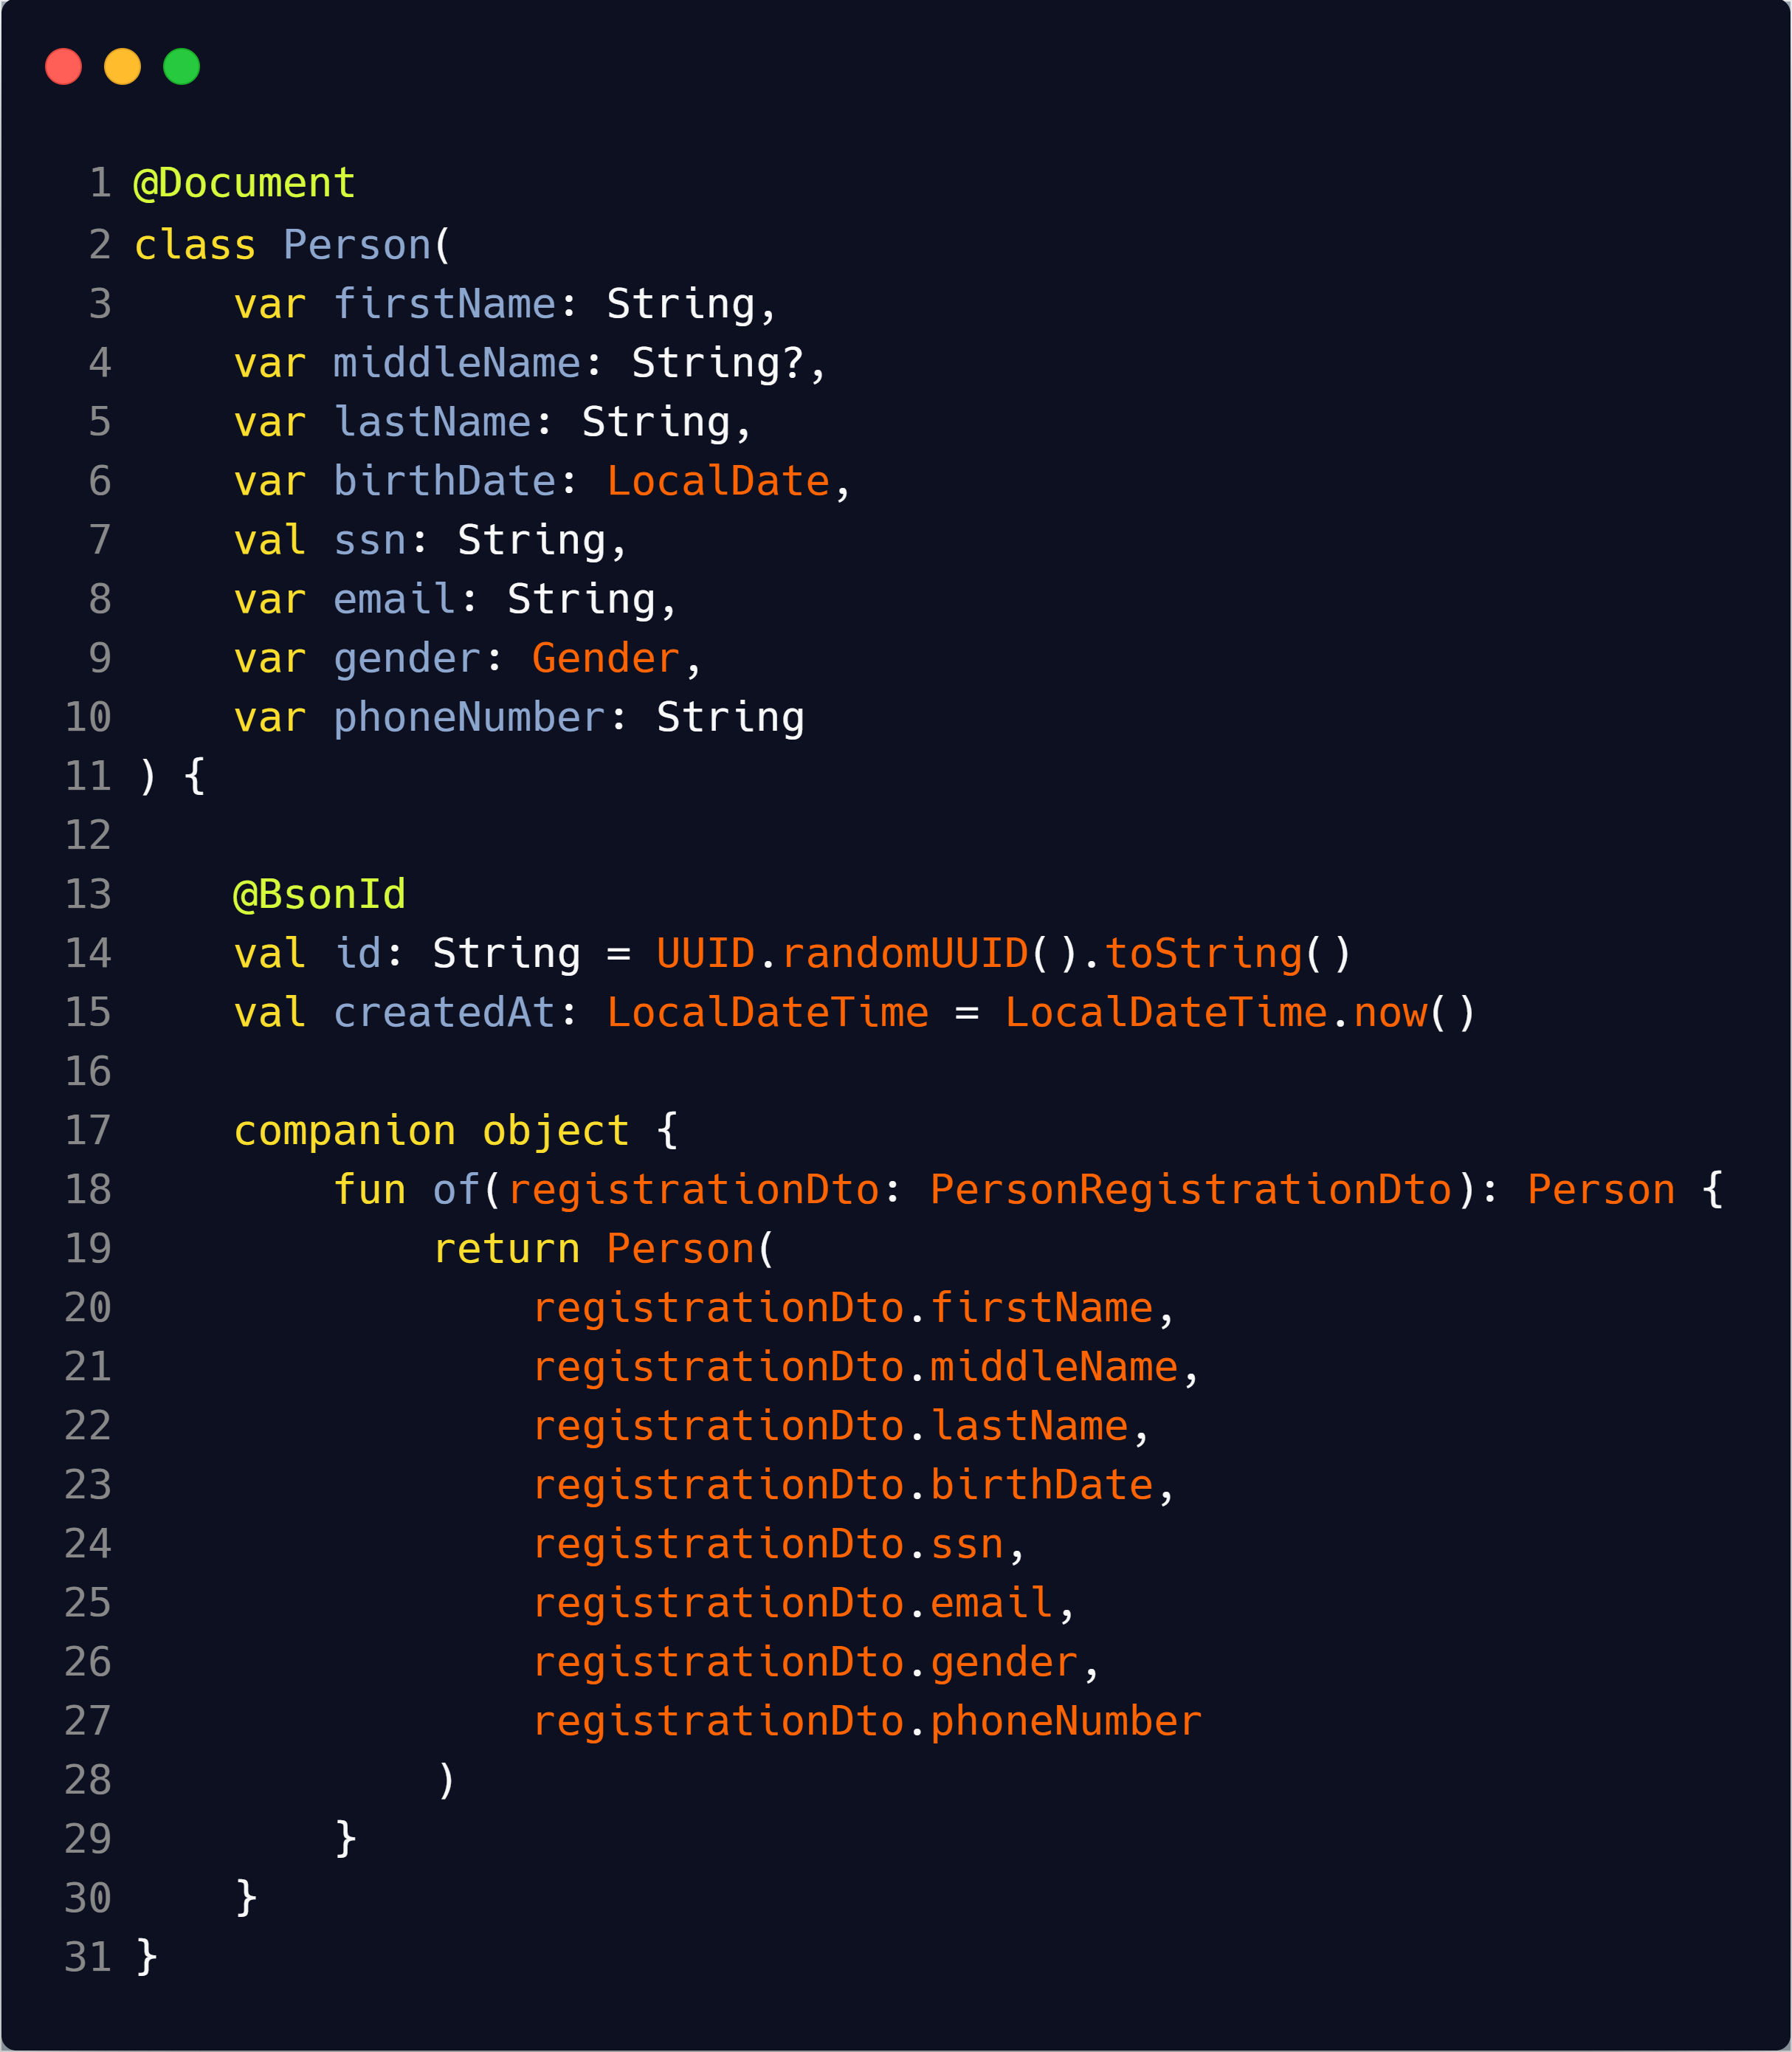 1 @Document
2 class Person(
3     var firstName: String,
4     var middleName: String?,
5     var lastName: String,
6     var birthDate: LocalDate,
7     val ssn: String,
8     var email: String,
9     var gender: Gender,
10     var phoneNumber: String
11 ) {
12
13     @BsonId
14     val id: String = UUID.randomUUID().toString()
15     val createdAt: LocalDateTime = LocalDateTime.now()
16
17     companion object {
18         fun of(registrationDto: PersonRegistrationDto): Person {
19             return Person(
20                 registrationDto.firstName,
21                 registrationDto.middleName,
22                 registrationDto.lastName,
23                 registrationDto.birthDate,
24                 registrationDto.ssn,
25                 registrationDto.email,
26                 registrationDto.gender,
27                 registrationDto.phoneNumber
28             )
29         }
30     }
31 }